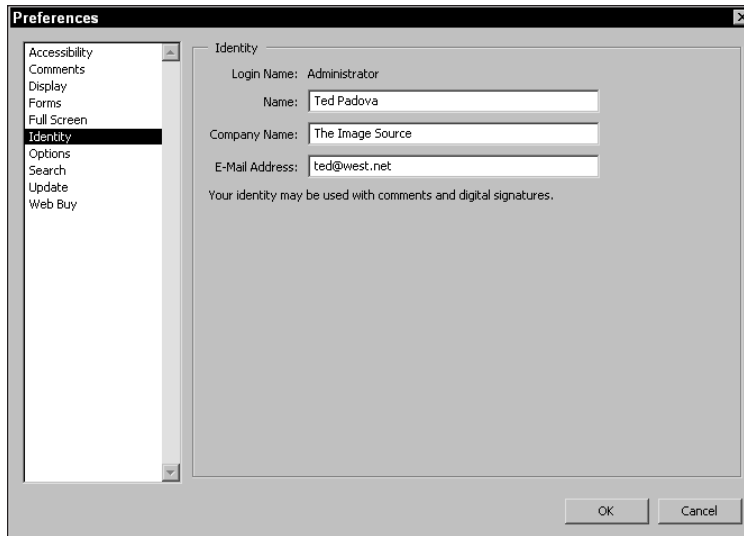 Preferences
Accessibility
Comments
Display
Forms
Full Screen
Identity
Options
Search
Update
Web Buy
Identity
Login Name: Administrator
Name: Ted Padova
Company Name: The Image Source
E-Mail Address: ted@west.net
Your identity may be used with comments and digital signatures.
OK Cancel